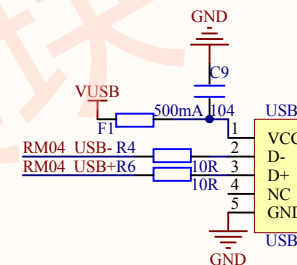 GND
C9
VUSB
500mA
104
USB
F1
1
VCC
RM04 USB- R4
2
D-
RM04 USB+ R6
10R
3
D+
10R
4
NC
5
GND
USB
GND